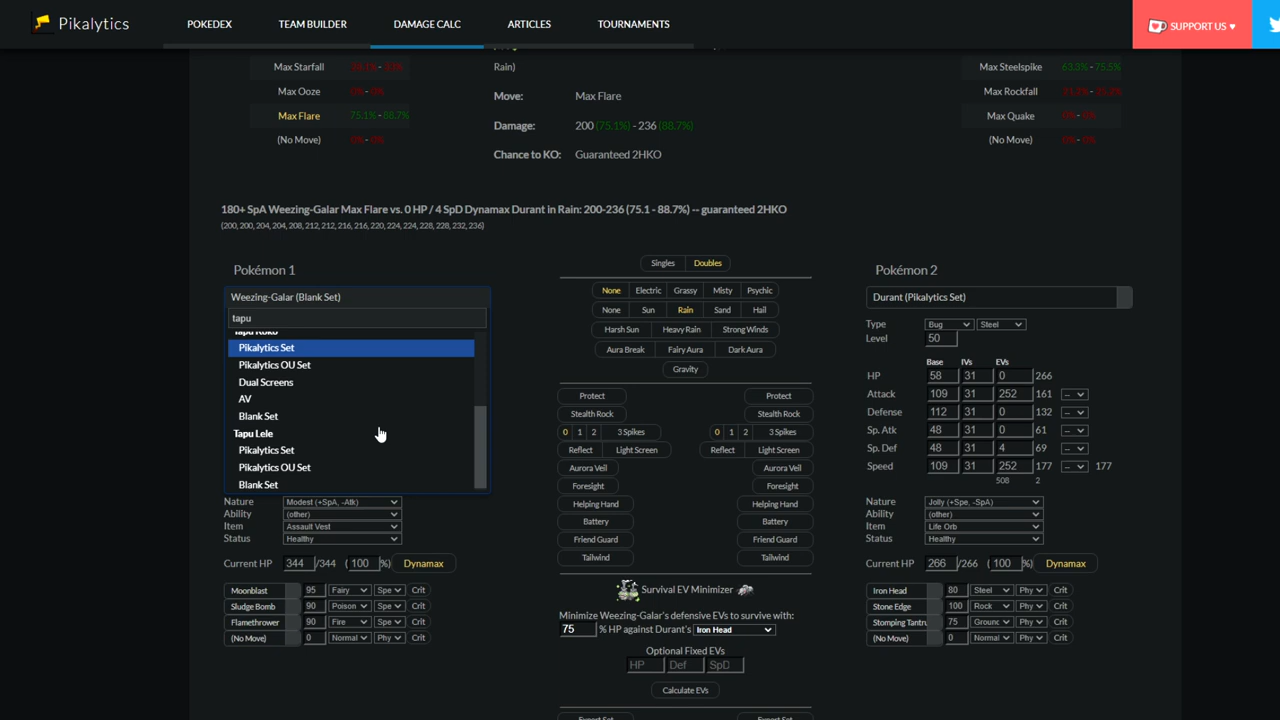 Pikalytics POKEDEX TEAM BUILDER DAMAGE CALC ARTICLES TOURNAMENTS SUPPORT US ♥
Max Starfall
Rain)
Max Steelspike 63.3% - 75.5%
Max Ooze 0% - 0%
Move: Max Flare
Max Rockfall
Max Flare 75.1% - 88.7%
Damage: 200 (75.1%) - 236 (88.7%)
Max Quake 0% - 0%
(No Move) 0% - 0%
Chance to KO: Guaranteed 2HKO
(No Move) 0% - 0%
180+ SpA Weezing-Galar Max Flare vs. 0 HP / 4 SpD Dynamax Durant in Rain: 200-236 (75.1 - 88.7%) -- guaranteed 2HKO
(200, 200, 204, 204, 208, 212, 212, 216, 216, 220, 224, 224, 228, 228, 232, 236)
Pokémon 1
Weezing-Galar (Blank Set)
tapu
Tapu Koko
Pikalytics Set
Pikalytics OU Set
Dual Screens
AV
Blank Set
Tapu Lele
Pikalytics Set
Pikalytics OU Set
Blank Set
Nature Modest (+SpA, -Atk)
Ability (other)
Item Assault Vest
Status Healthy
Current HP 344 /344 (100 %) Dynamax
Moonblast 95 Fairy Spe Crit
Sludge Bomb 90 Poison Spe Crit
Flamethrower 90 Fire Spe Crit
(No Move) 0 Normal Phy Crit
Singles Doubles
None Electric Grassy Misty Psychic
None Sun Rain Sand Hail
Harsh Sun Heavy Rain Strong Winds
Aura Break Fairy Aura Dark Aura
Gravity
Protect Protect
Stealth Rock Stealth Rock
0 1 2 3 Spikes 0 1 2 3 Spikes
Reflect Light Screen Reflect Light Screen
Aurora Veil Aurora Veil
Foresight Foresight
Helping Hand Helping Hand
Battery Battery
Friend Guard Friend Guard
Tailwind Tailwind
Survival EV Minimizer
Minimize Weezing-Galar's defensive EVs to survive with:
75 % HP against Durant's Iron Head
Optional Fixed EVs
HP Def SpD
Calculate EVs
Export Set Export Set
Pokémon 2
Durant (Pikalytics Set)
Type Bug Steel
Level 50
Base IVs EVs
HP 58 31 0 266
Attack 109 31 252 161 --
Defense 112 31 0 132 --
Sp. Atk 48 31 0 61 --
Sp. Def 48 31 4 69 --
Speed 109 31 252 177 -- 177
508 2
Nature Jolly (+Spe, -SpA)
Ability (other)
Item Life Orb
Status Healthy
Current HP 266 /266 (100 %) Dynamax
Iron Head 80 Steel Phy Crit
Stone Edge 100 Rock Phy Crit
Stomping Tantru 75 Ground Phy Crit
(No Move) 0 Normal Phy Crit